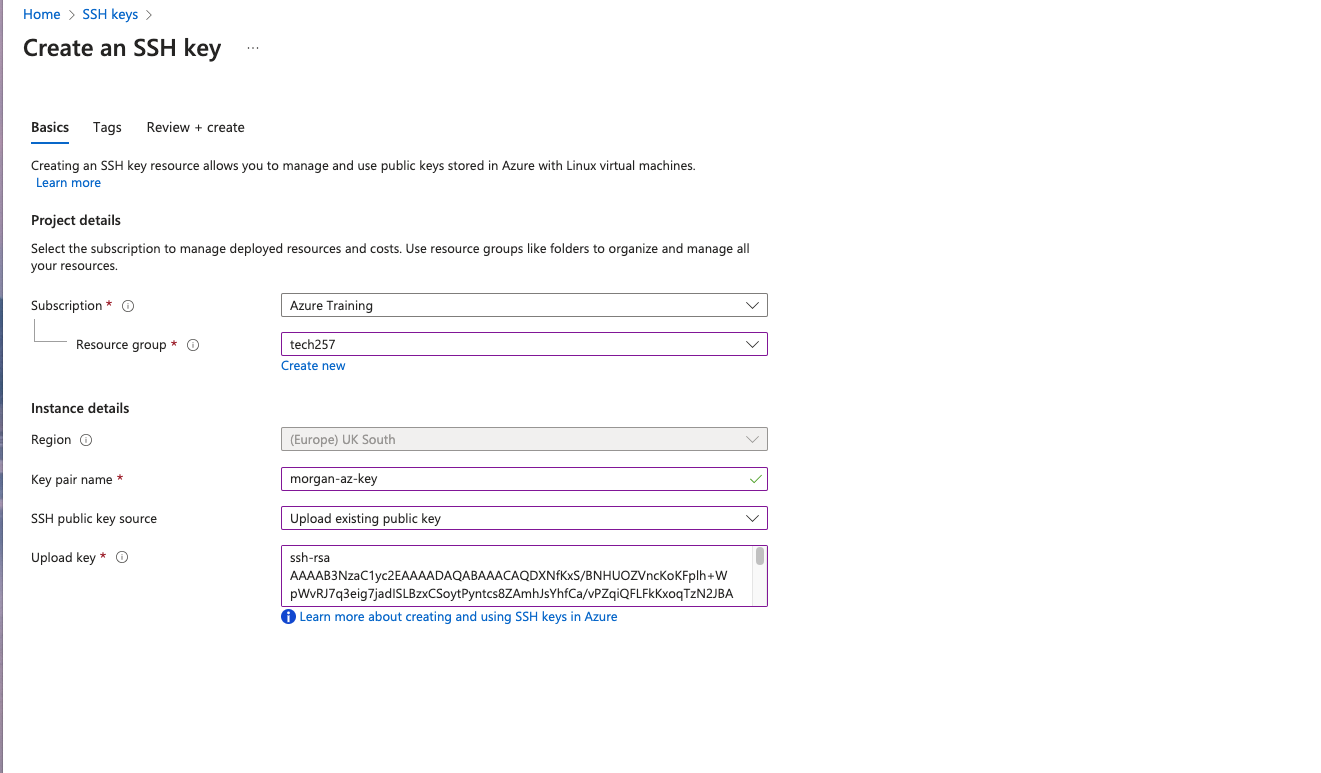 Home > SSH keys >
Create an SSH key ...
Basics Tags Review + create
Creating an SSH key resource allows you to manage and use public keys stored in Azure with Linux virtual machines.
Learn more
Project details
Select the subscription to manage deployed resources and costs. Use resource groups like folders to organize and manage all
your resources.
Subscription * Azure Training
Resource group * tech257
Create new
Instance details
Region (Europe) UK South
Key pair name * morgan-az-key
SSH public key source Upload existing public key
Upload key * ssh-rsa
AAAAB3NzaC1yc2EAAAADAQABAAACAQDXNfKxS/BNHUOZVncKoKFplh+W
pWvRJ7q3eig7jadISLBzxCSoytPyntcs8ZAmhJsYhfCa/vPZqiQFLFkKxoqTzN2JBA
Learn more about creating and using SSH keys in Azure